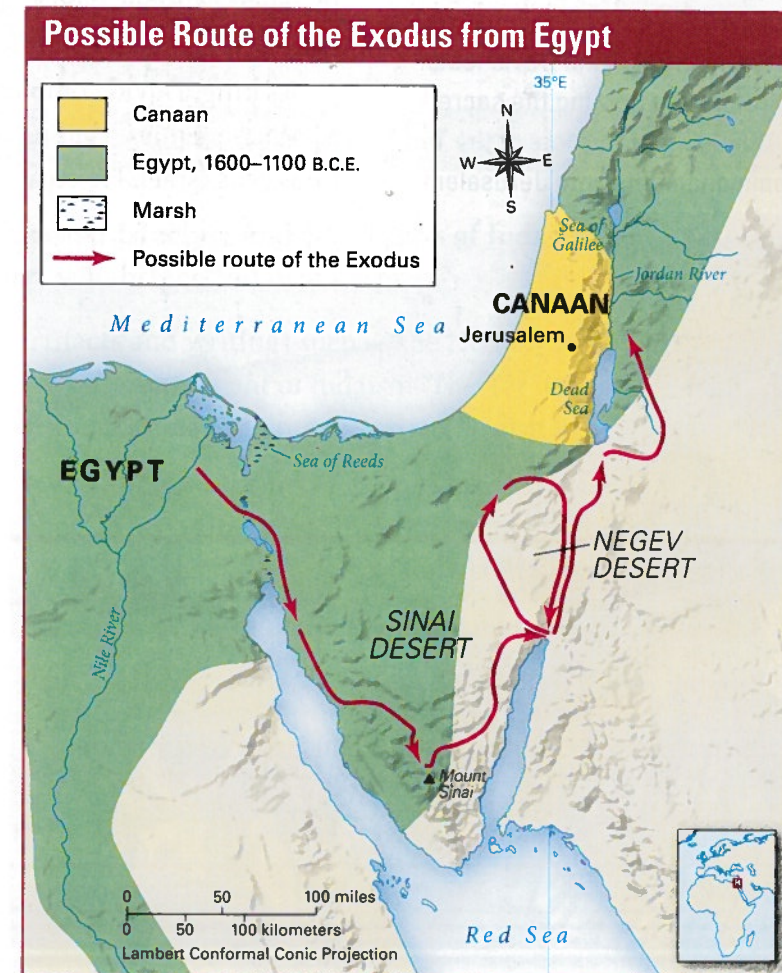 Possible Route of the Exodus from Egypt
Canaan
Egypt, 1600–1100 B.C.E.
Marsh
Possible route of the Exodus
35°E
N
W
E
S
Sea of
Galilee
Jordan River
CANAAN
Mediterranean Sea
Jerusalem
Dead
Sea
EGYPT
Sea of Reeds
NEGEV
DESERT
SINAI
DESERT
Nile River
Mount
Sinai
0 50 100 miles
0 50 100 kilometers
Lambert Conformal Conic Projection
Red Sea